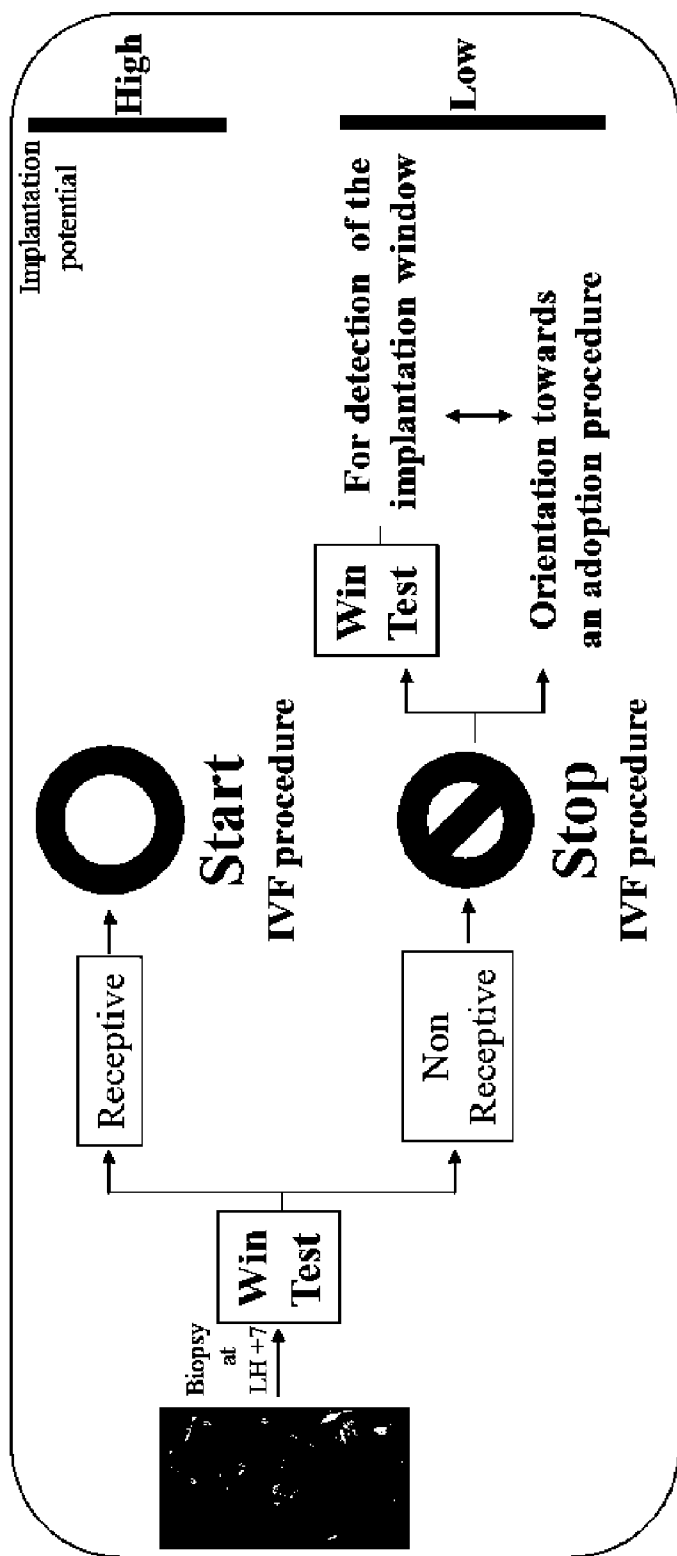 Biopsy
at
LH +7
Win
Test
Receptive
Start
IVF procedure
Implantation
potential
High
Non
Receptive
Stop
IVF procedure
Win
Test
For detection of the
implantation window
Orientation towards
an adoption procedure
Low